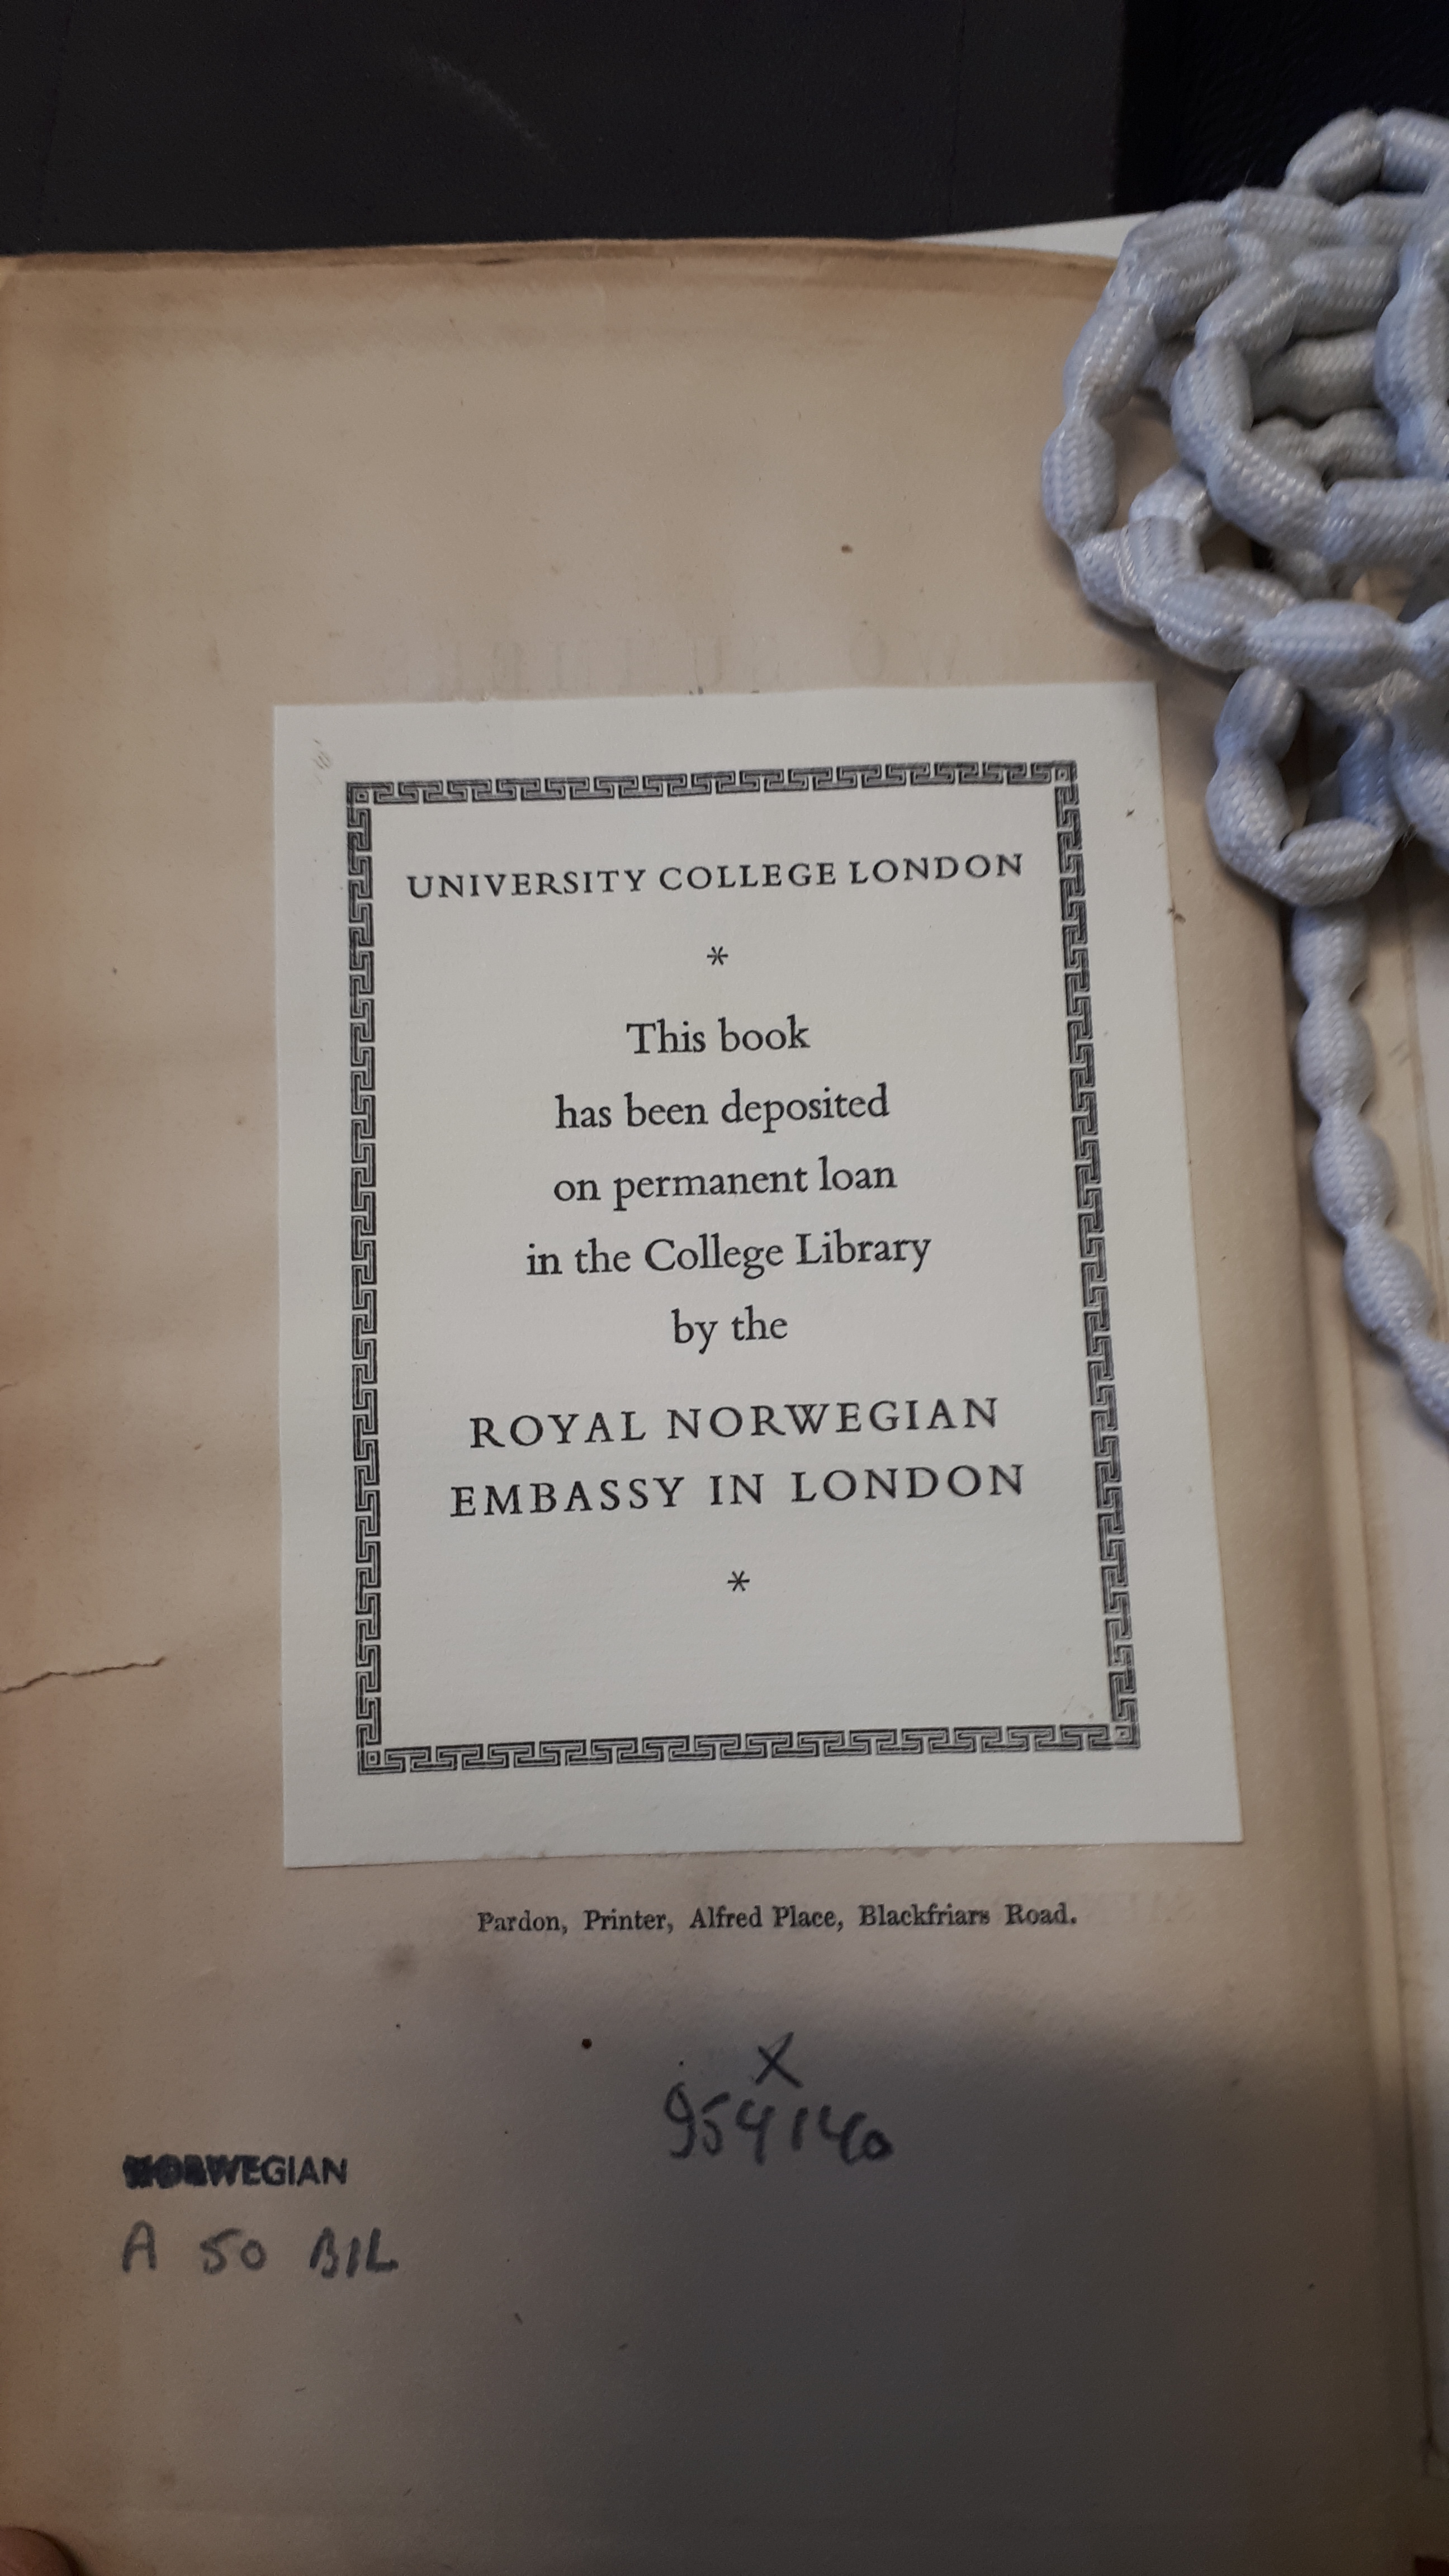 UNIVERSITY COLLEGE LONDON
*
This book
has been deposited
on permanent loan
in the College Library
by the
ROYAL NORWEGIAN
EMBASSY IN LONDON
*
Pardon, Printer, Alfred Place, Blackfriars Road.
X
NORWEGIAN
A 50 BIL